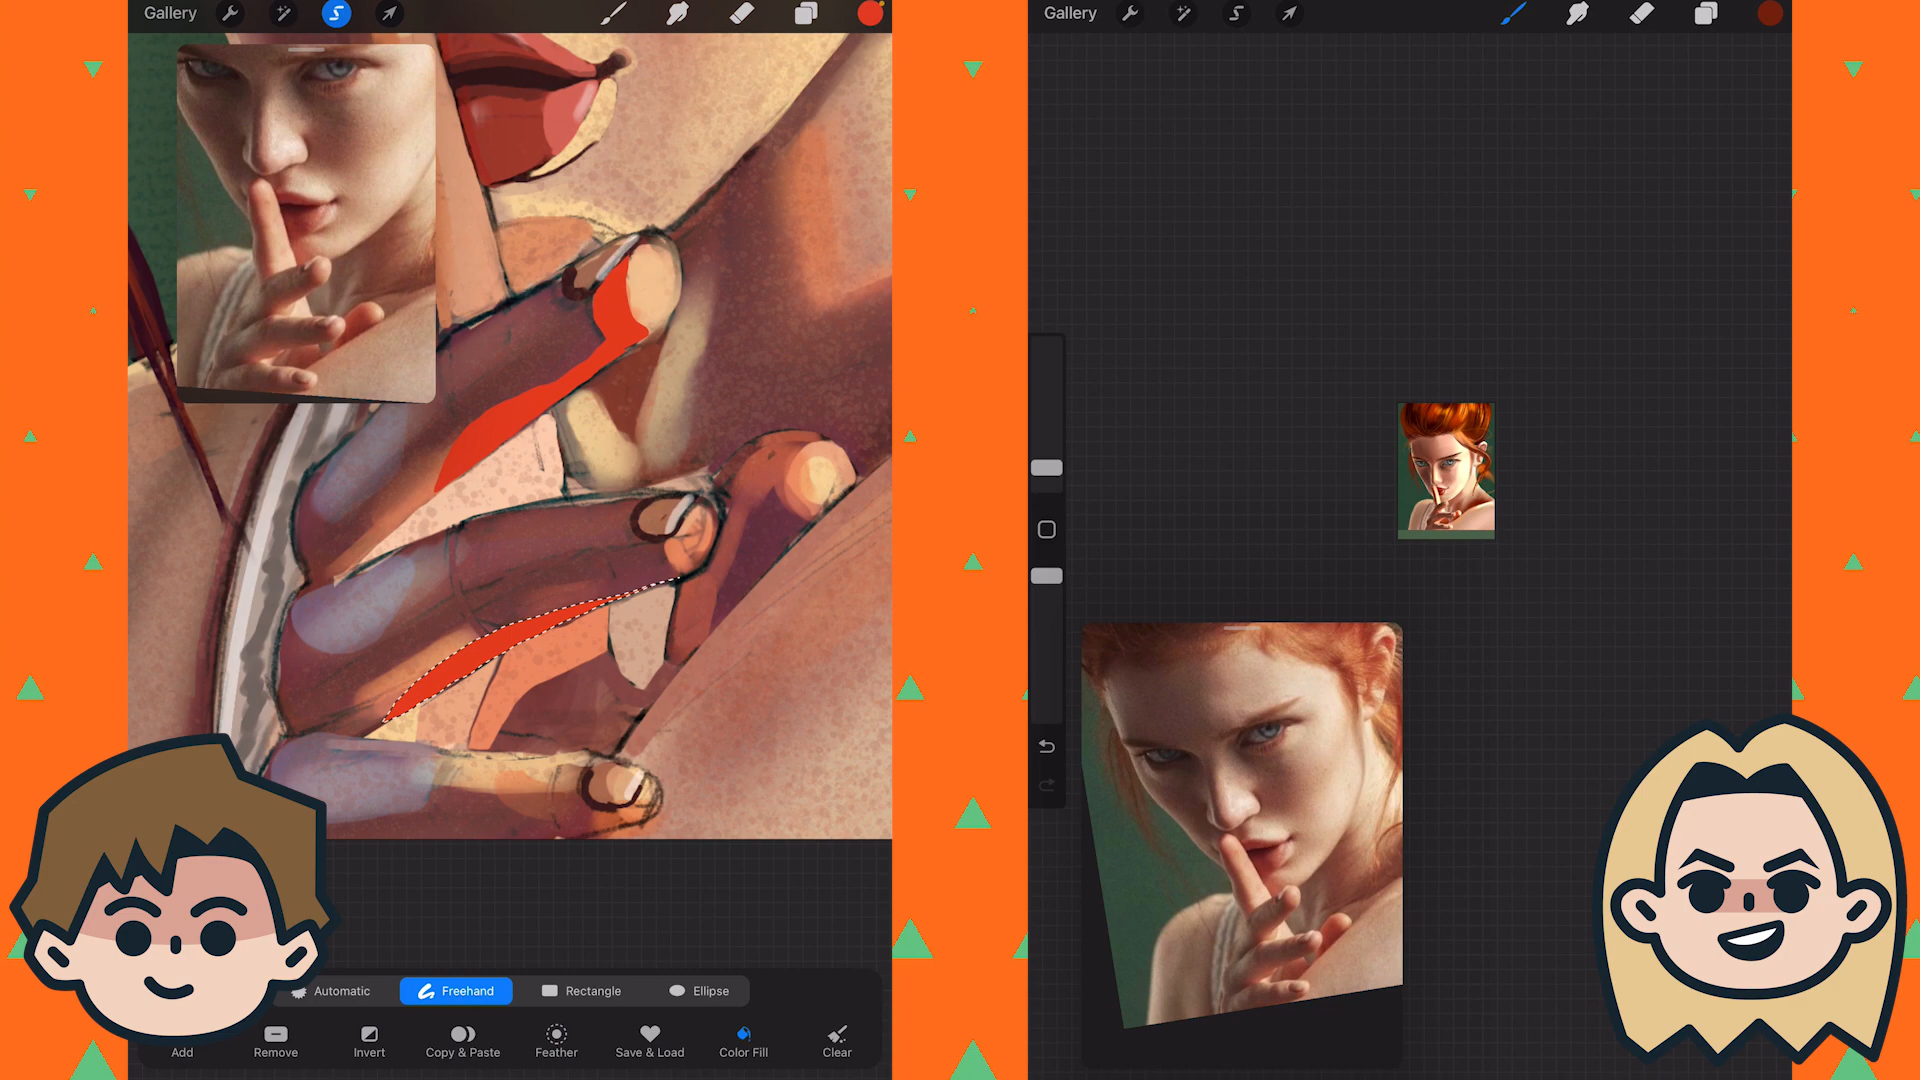 Gallery
Gallery
Automatic
Freehand
Rectangle
Ellipse
Add
Remove
Invert
Copy & Paste
Feather
Save & Load
Color Fill
Clear